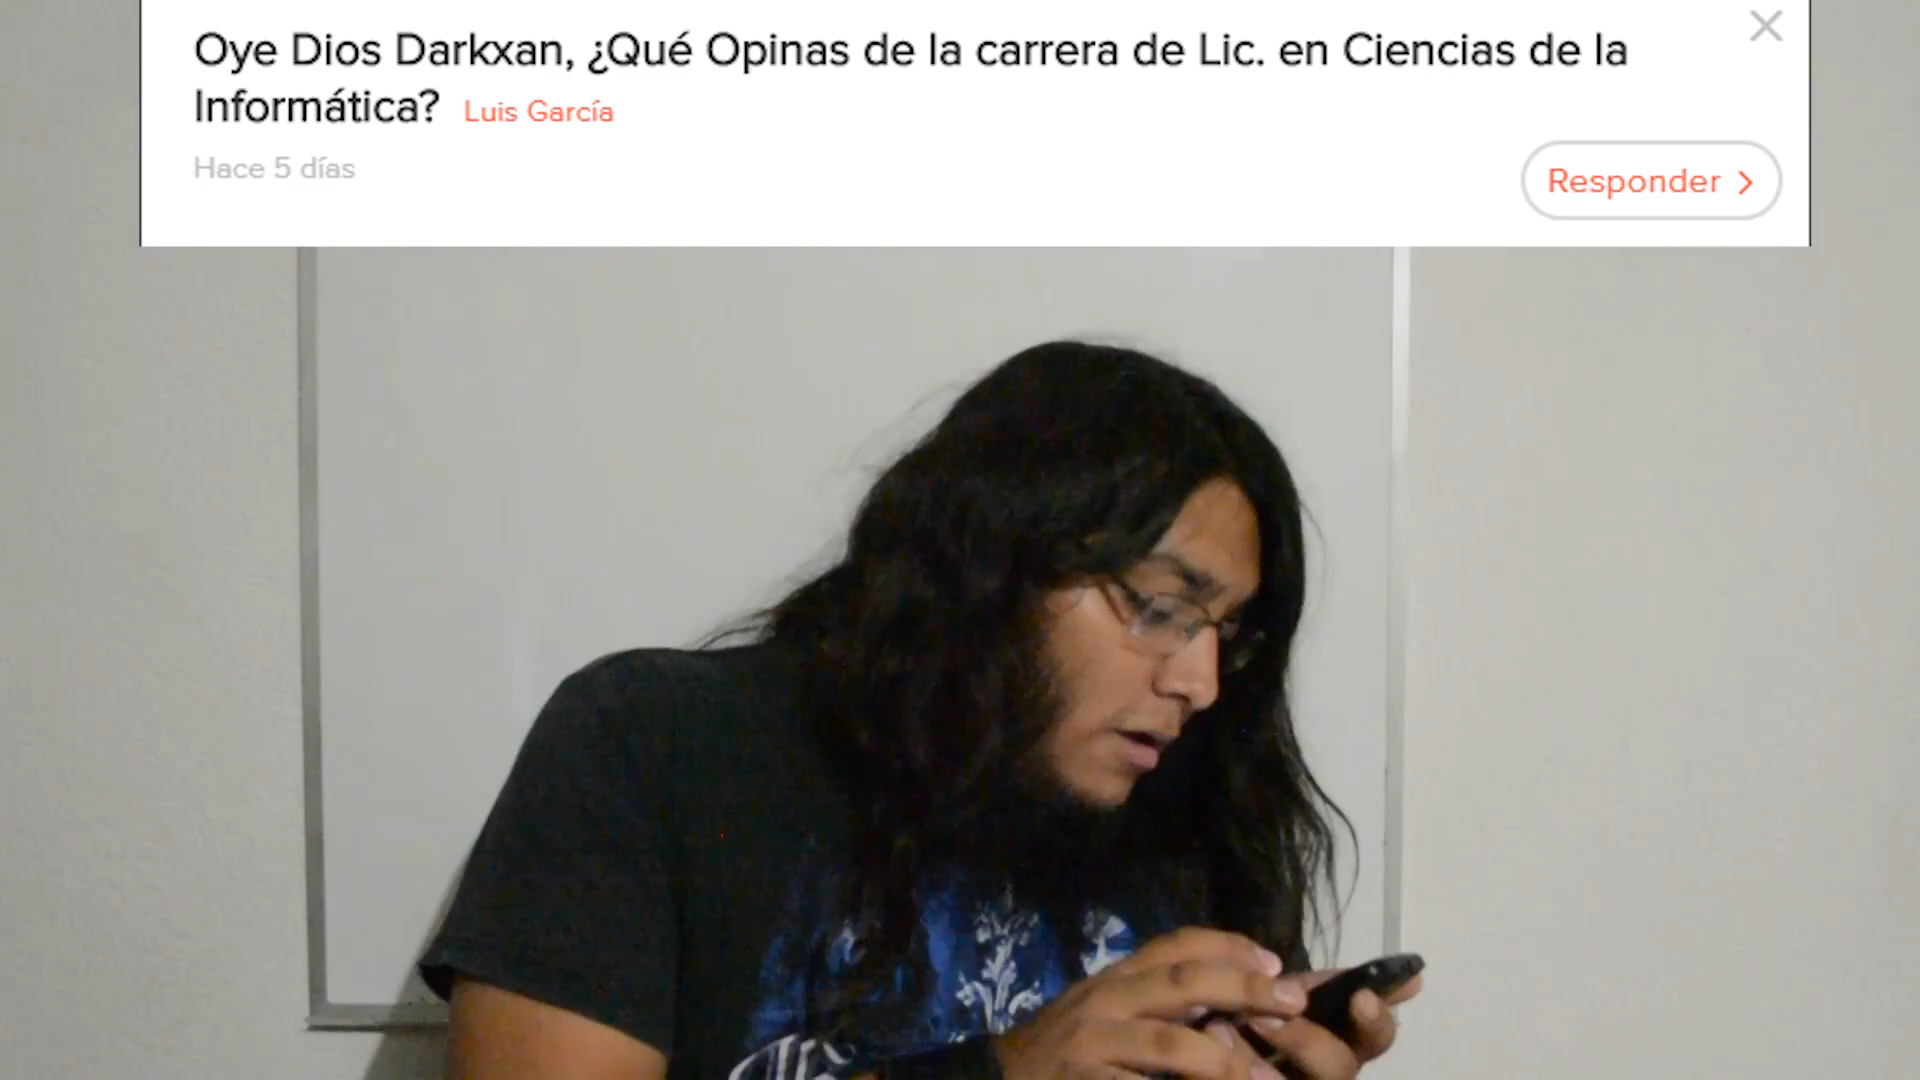 Oye Dios Darkxan, ¿Qué Opinas de la carrera de Lic. en Ciencias de la
Informática? Luis García
Hace 5 días
Responder >